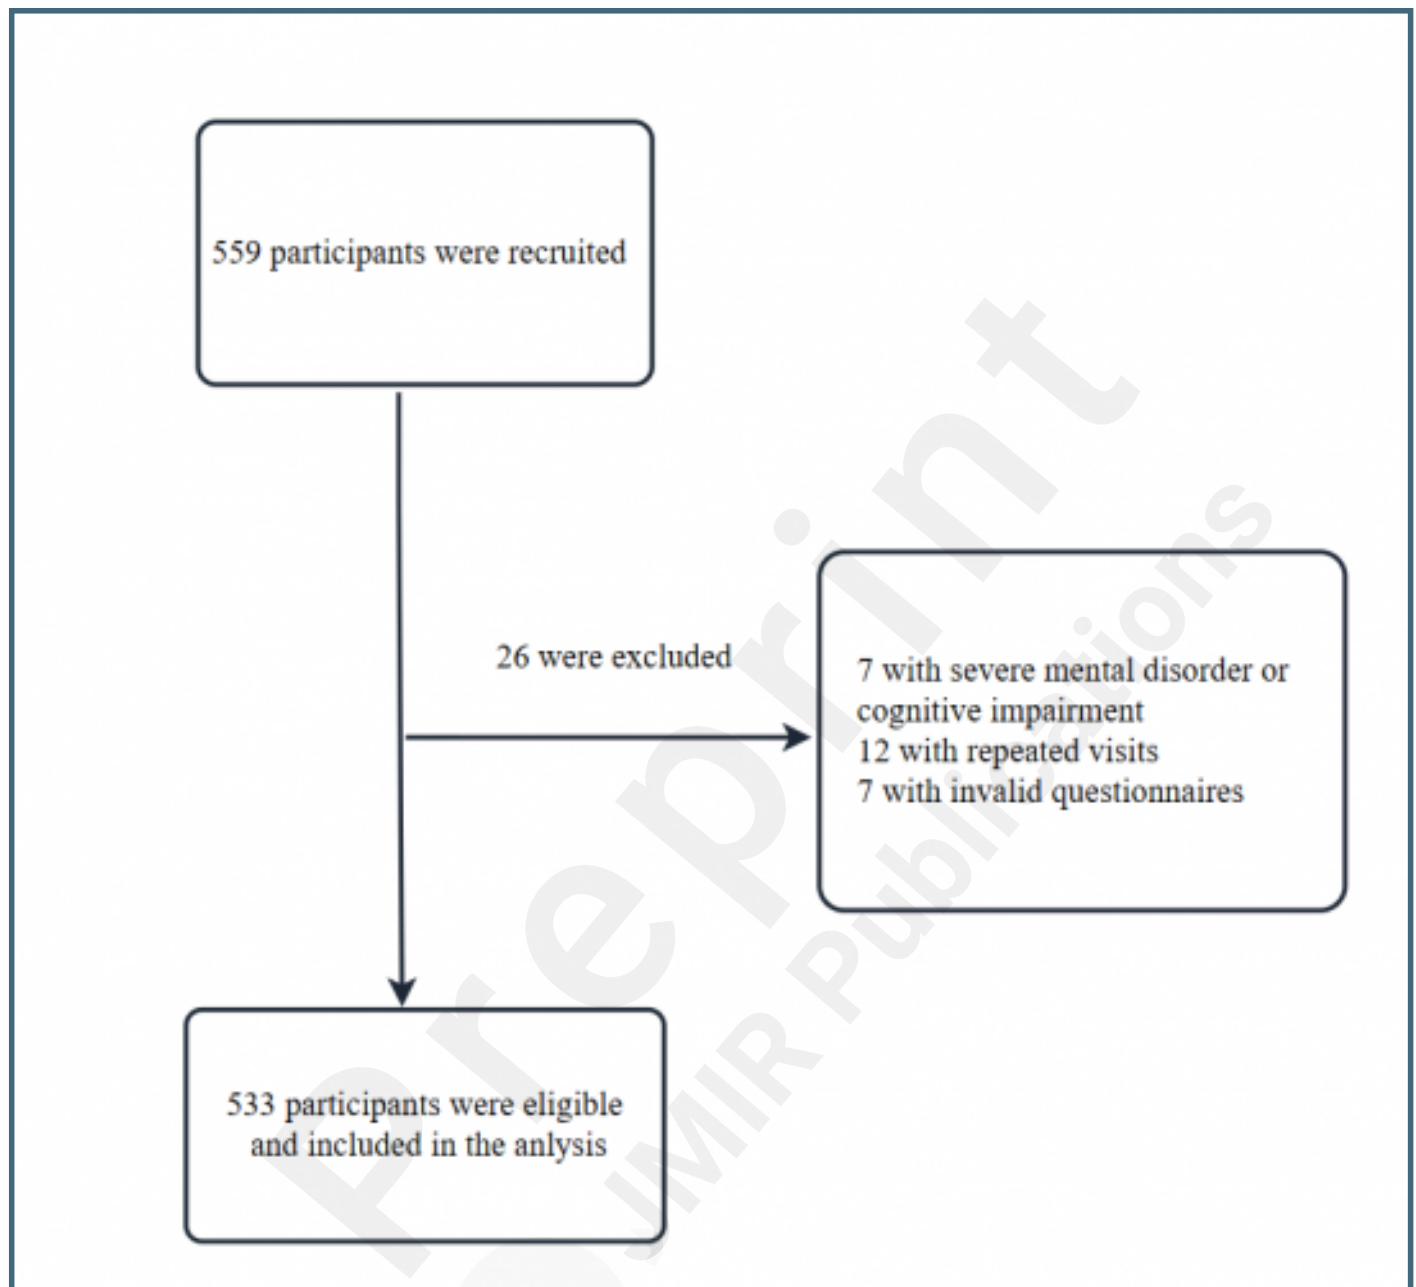 559 participants were recruited
26 were excluded
7 with severe mental disorder or
cognitive impairment
12 with repeated visits
7 with invalid questionnaires
533 participants were eligible
and included in the anlysis
Preprint
JMIR Publications